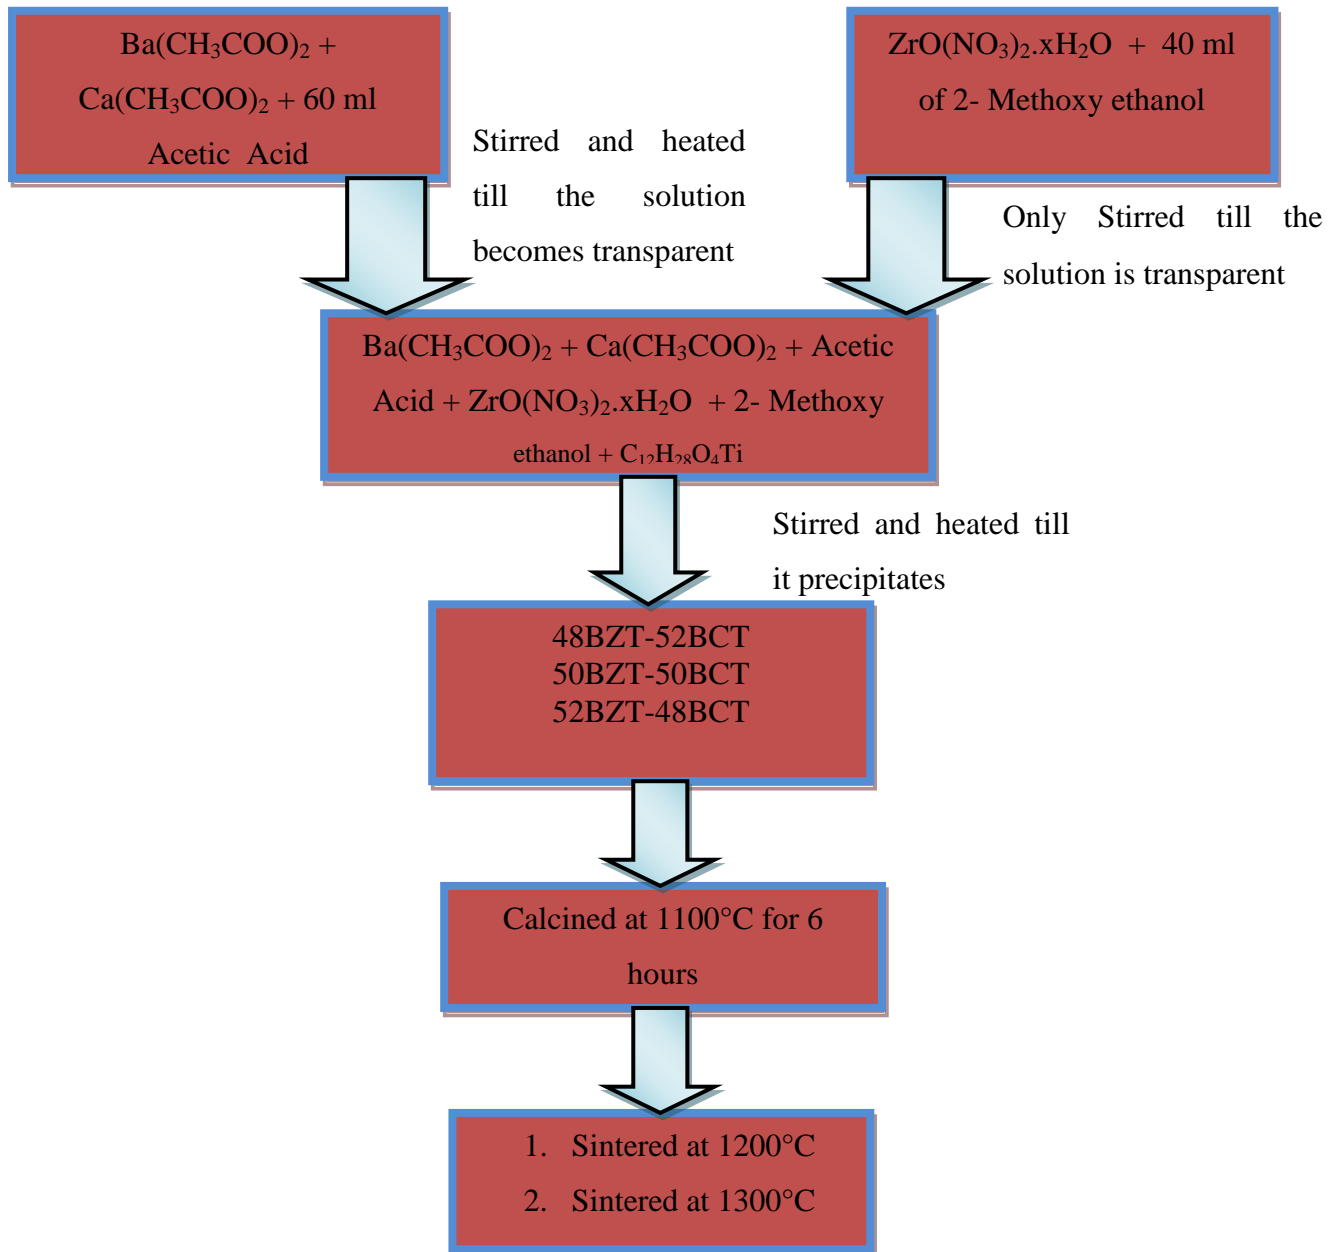 Ba(CH₃COO)₂ +
Ca(CH₃COO)₂ + 60 ml
Acetic Acid
ZrO(NO₃)₂.xH₂O + 40 ml
of 2- Methoxy ethanol
Stirred and heated
till the solution
becomes transparent
Only Stirred till the
solution is transparent
Ba(CH₃COO)₂ + Ca(CH₃COO)₂ + Acetic
Acid + ZrO(NO₃)₂.xH₂O + 2- Methoxy
ethanol + C₁₂H₂₈O₄Ti
Stirred and heated till
it precipitates
48BZT-52BCT
50BZT-50BCT
52BZT-48BCT
Calcined at 1100°C for 6
hours
1. Sintered at 1200°C
2. Sintered at 1300°C